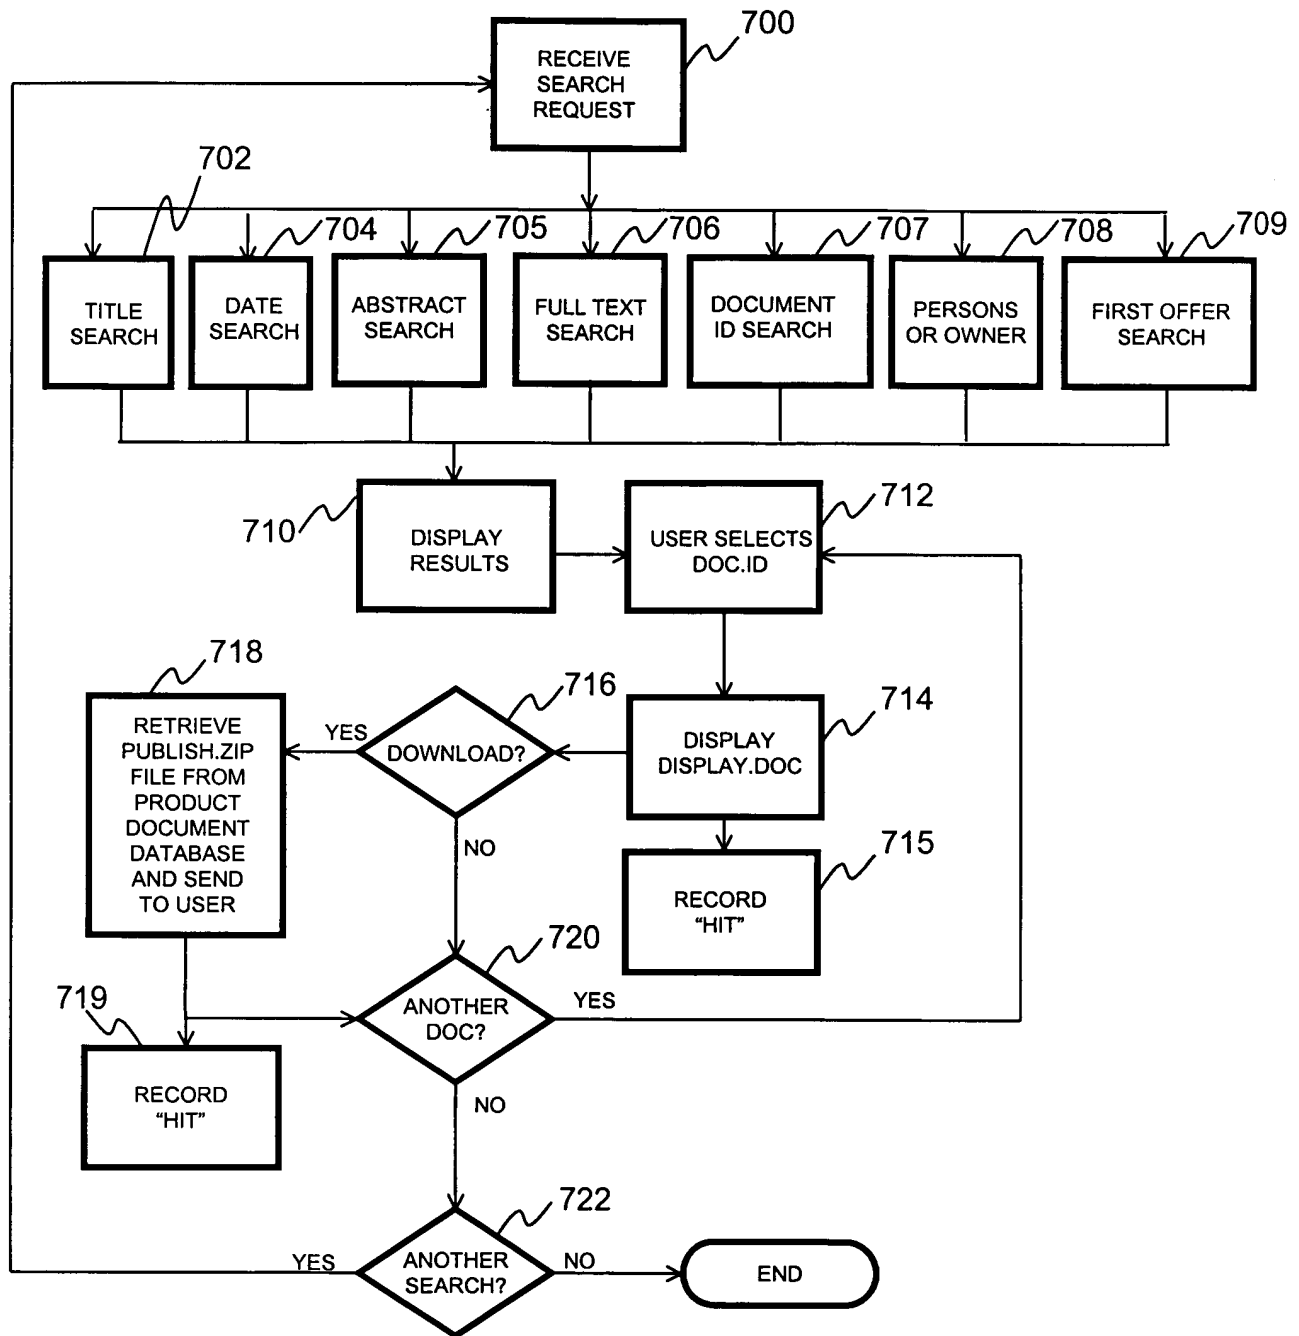 700
RECEIVE
SEARCH
REQUEST
702
704
705
706
707
708
709
TITLE
SEARCH
DATE
SEARCH
ABSTRACT
SEARCH
FULL TEXT
SEARCH
DOCUMENT
ID SEARCH
PERSONS
OR OWNER
FIRST OFFER
SEARCH
710
DISPLAY
RESULTS
712
USER SELECTS
DOC.ID
718
RETRIEVE
PUBLISH.ZIP
FILE FROM
PRODUCT
DOCUMENT
DATABASE
AND SEND
TO USER
YES
716
DOWNLOAD?
NO
714
DISPLAY
DISPLAY.DOC
715
RECORD
“HIT”
719
RECORD
“HIT”
720
ANOTHER
DOC?
YES
NO
722
YES
ANOTHER
SEARCH?
NO
END